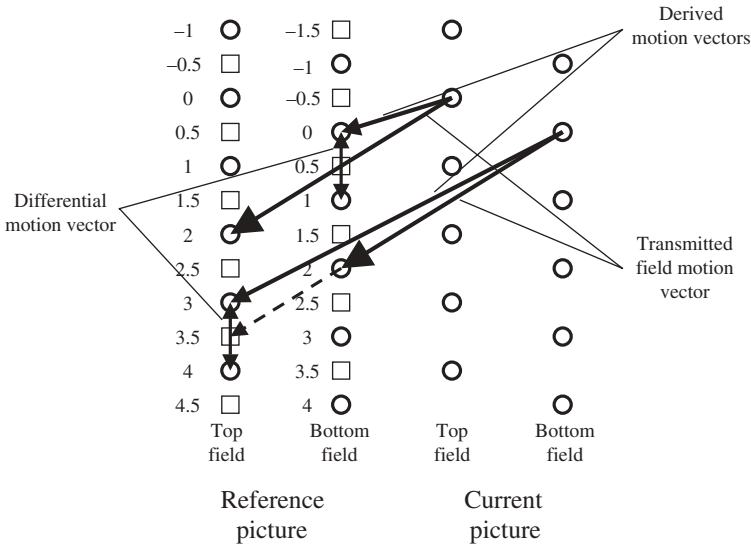 Derived
motion vectors
–1 –1.5
–0.5 –1
0 –0.5
0.5 0
1 0.5
1.5 1
2 1.5
2.5 2
3 2.5
3.5 3
4 3.5
4.5 4
Differential
motion vector
Transmitted
field motion
vector
Top Bottom Top Bottom
field field field field
Reference Current
picture picture